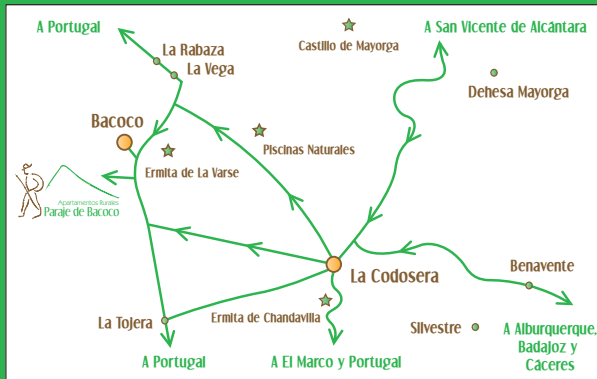 A Portugal
Castillo de Mayorga
A San Vicente de Alcántara
La Rabaza
La Vega
Dehesa Mayorga
Bacoco
Piscinas Naturales
Ermita de La Varse
Apartamentos Rurales
Paraje de Bacoco
La Codosera
Benavente
La Tojera
Ermita de Chandavilla
Silvestre
A Alburquerque,
Badajoz y
Cáceres
A Portugal
A El Marco y Portugal